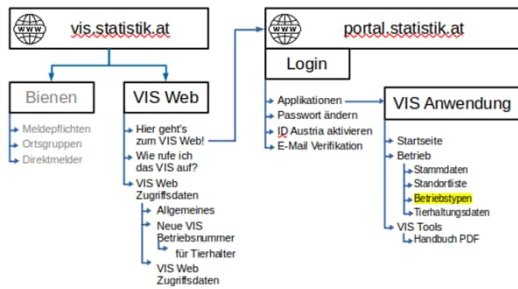 WWW
vis.statistik.at
Bienen
Meldepflichten
Ortsgruppen
Direktmelder
VIS Web
Hier geht's
zum VIS Web!
Wie rufe ich
das VIS auf?
VIS Web
Zugriffsdaten
Allgemeines
Neue VIS
Betriebsnummer
für Tierhalter
VIS Web
Zugriffsdaten
WWW
portal.statistik.at
Login
Applikationen
Passwort ändern
ID Austria aktivieren
E-Mail Verifikation
VIS Anwendung
Startseite
Betrieb
Stammdaten
Standortliste
Betriebstypen
Tierhaltungsdaten
VIS Tools
Handbuch PDF